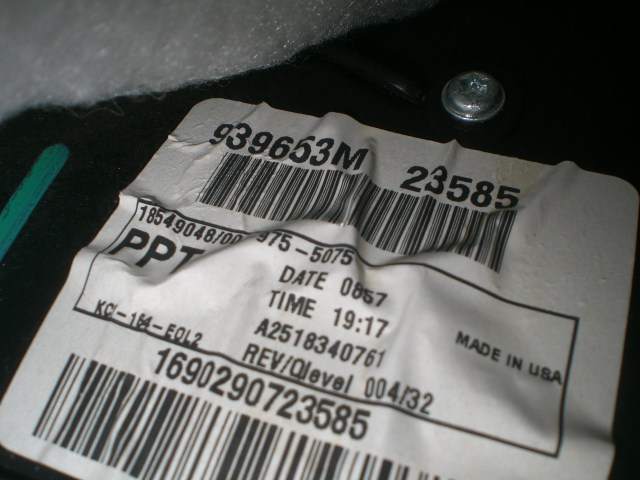 939653M 23585
18549048/00 975-5075
PPT
DATE 0857
TIME 19:17
A2518340761
MADE IN USA
KC-164-EOL2
REV/Qlevel 004/32
1690290723585